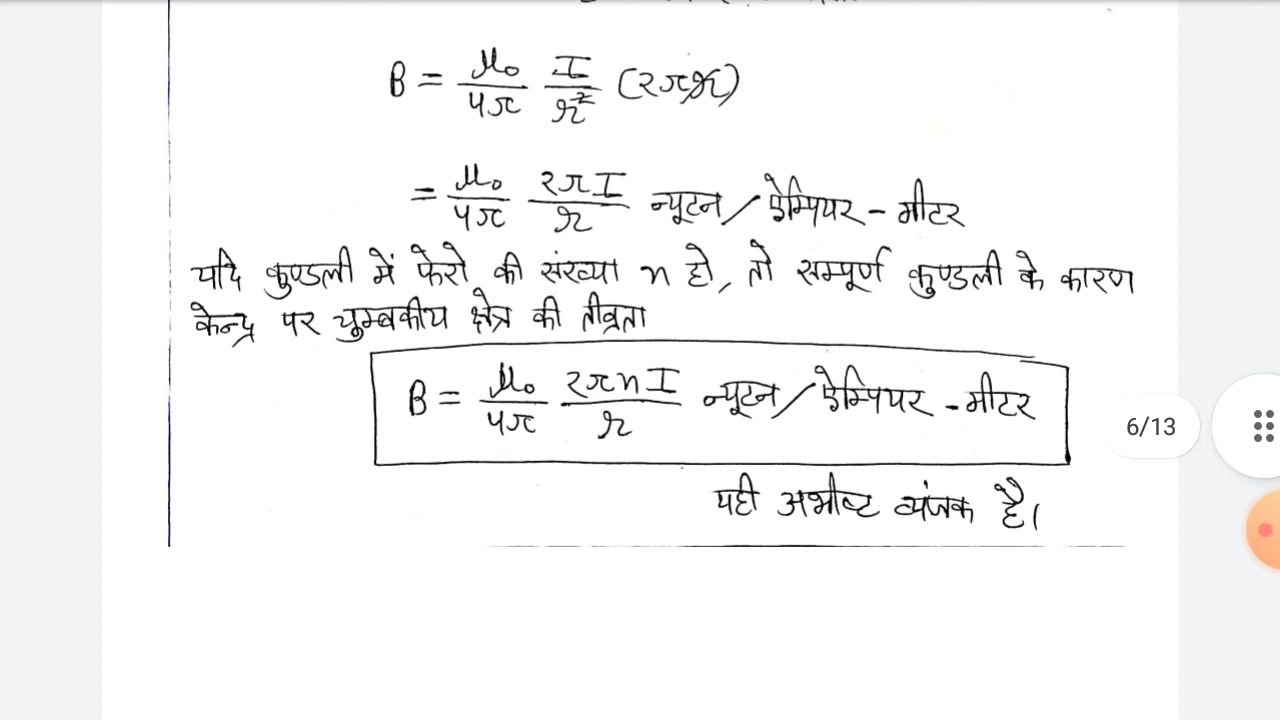 B = μ₀/4π I/r² (2πr)
= μ₀/4π 2πI/r न्यूटन / ऐम्पियर - मीटर
यदि कुण्डली में फेरो की संख्या n हो, तो सम्पूर्ण कुण्डली के कारण
केन्द्र पर चुम्बकीय क्षेत्र की तीव्रता
B = μ₀/4π 2πnI/r न्यूटन / ऐम्पियर - मीटर
6/13
यही अभीष्ट व्यंजक है।